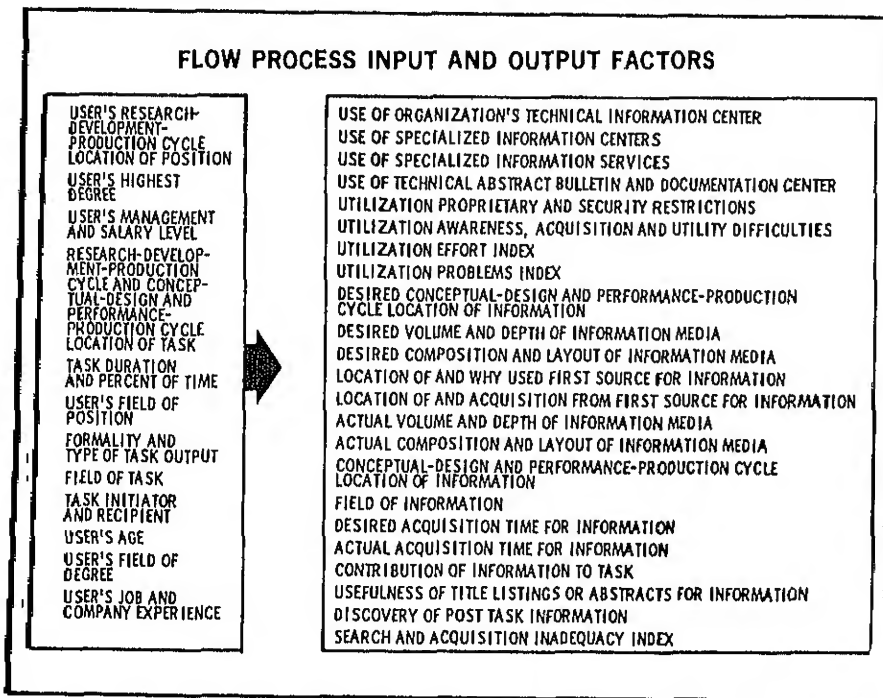 FLOW PROCESS INPUT AND OUTPUT FACTORS
USER'S RESEARCH-
DEVELOPMENT-
PRODUCTION CYCLE
LOCATION OF POSITION
USER'S HIGHEST
DEGREE
USER'S MANAGEMENT
AND SALARY LEVEL
RESEARCH-DEVELOP-
MENT-PRODUCTION
CYCLE AND CONCEP-
TUAL-DESIGN AND
PERFORMANCE-
PRODUCTION CYCLE
LOCATION OF TASK
TASK DURATION
AND PERCENT OF TIME
USER'S FIELD OF
POSITION
FORMALITY AND
TYPE OF TASK OUTPUT
FIELD OF TASK
TASK INITIATOR
AND RECIPIENT
USER'S AGE
USER'S FIELD OF
DEGREE
USER'S JOB AND
COMPANY EXPERIENCE
USE OF ORGANIZATION'S TECHNICAL INFORMATION CENTER
USE OF SPECIALIZED INFORMATION CENTERS
USE OF SPECIALIZED INFORMATION SERVICES
USE OF TECHNICAL ABSTRACT BULLETIN AND DOCUMENTATION CENTER
UTILIZATION PROPRIETARY AND SECURITY RESTRICTIONS
UTILIZATION AWARENESS, ACQUISITION AND UTILITY DIFFICULTIES
UTILIZATION EFFORT INDEX
UTILIZATION PROBLEMS INDEX
DESIRED CONCEPTUAL-DESIGN AND PERFORMANCE-PRODUCTION
CYCLE LOCATION OF INFORMATION
DESIRED VOLUME AND DEPTH OF INFORMATION MEDIA
DESIRED COMPOSITION AND LAYOUT OF INFORMATION MEDIA
LOCATION OF AND WHY USED FIRST SOURCE FOR INFORMATION
LOCATION OF AND ACQUISITION FROM FIRST SOURCE FOR INFORMATION
ACTUAL VOLUME AND DEPTH OF INFORMATION MEDIA
ACTUAL COMPOSITION AND LAYOUT OF INFORMATION MEDIA
CONCEPTUAL-DESIGN AND PERFORMANCE-PRODUCTION CYCLE
LOCATION OF INFORMATION
FIELD OF INFORMATION
DESIRED ACQUISITION TIME FOR INFORMATION
ACTUAL ACQUISITION TIME FOR INFORMATION
CONTRIBUTION OF INFORMATION TO TASK
USEFULNESS OF TITLE LISTINGS OR ABSTRACTS FOR INFORMATION
DISCOVERY OF POST TASK INFORMATION
SEARCH AND ACQUISITION INADEQUACY INDEX